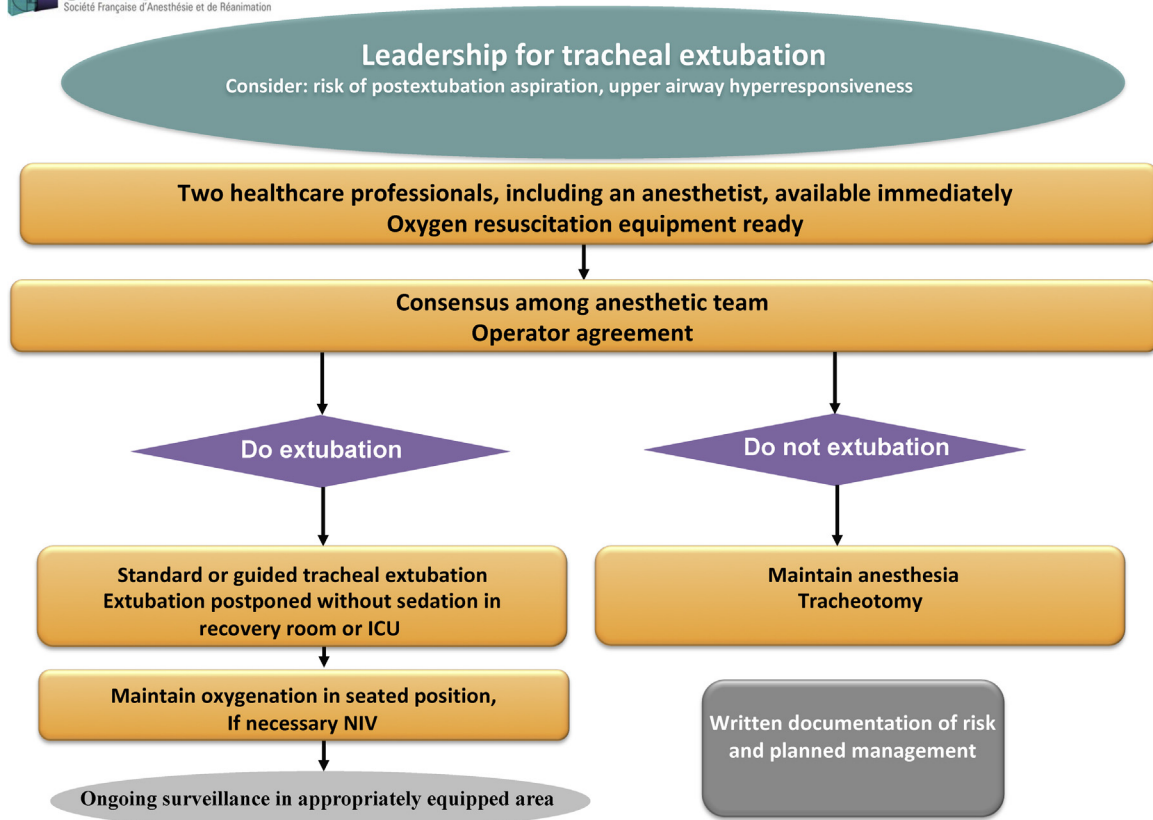 Société Française d'Anesthésie et de Réanimation
Leadership for tracheal extubation
Consider: risk of postextubation aspiration, upper airway hyperresponsiveness
Two healthcare professionals, including an anesthetist, available immediately
Oxygen resuscitation equipment ready
Consensus among anesthetic team
Operator agreement
Do extubation
Do not extubation
Standard or guided tracheal extubation
Extubation postponed without sedation in
recovery room or ICU
Maintain anesthesia
Tracheotomy
Maintain oxygenation in seated position,
If necessary NIV
Written documentation of risk
and planned management
Ongoing surveillance in appropriately equipped area